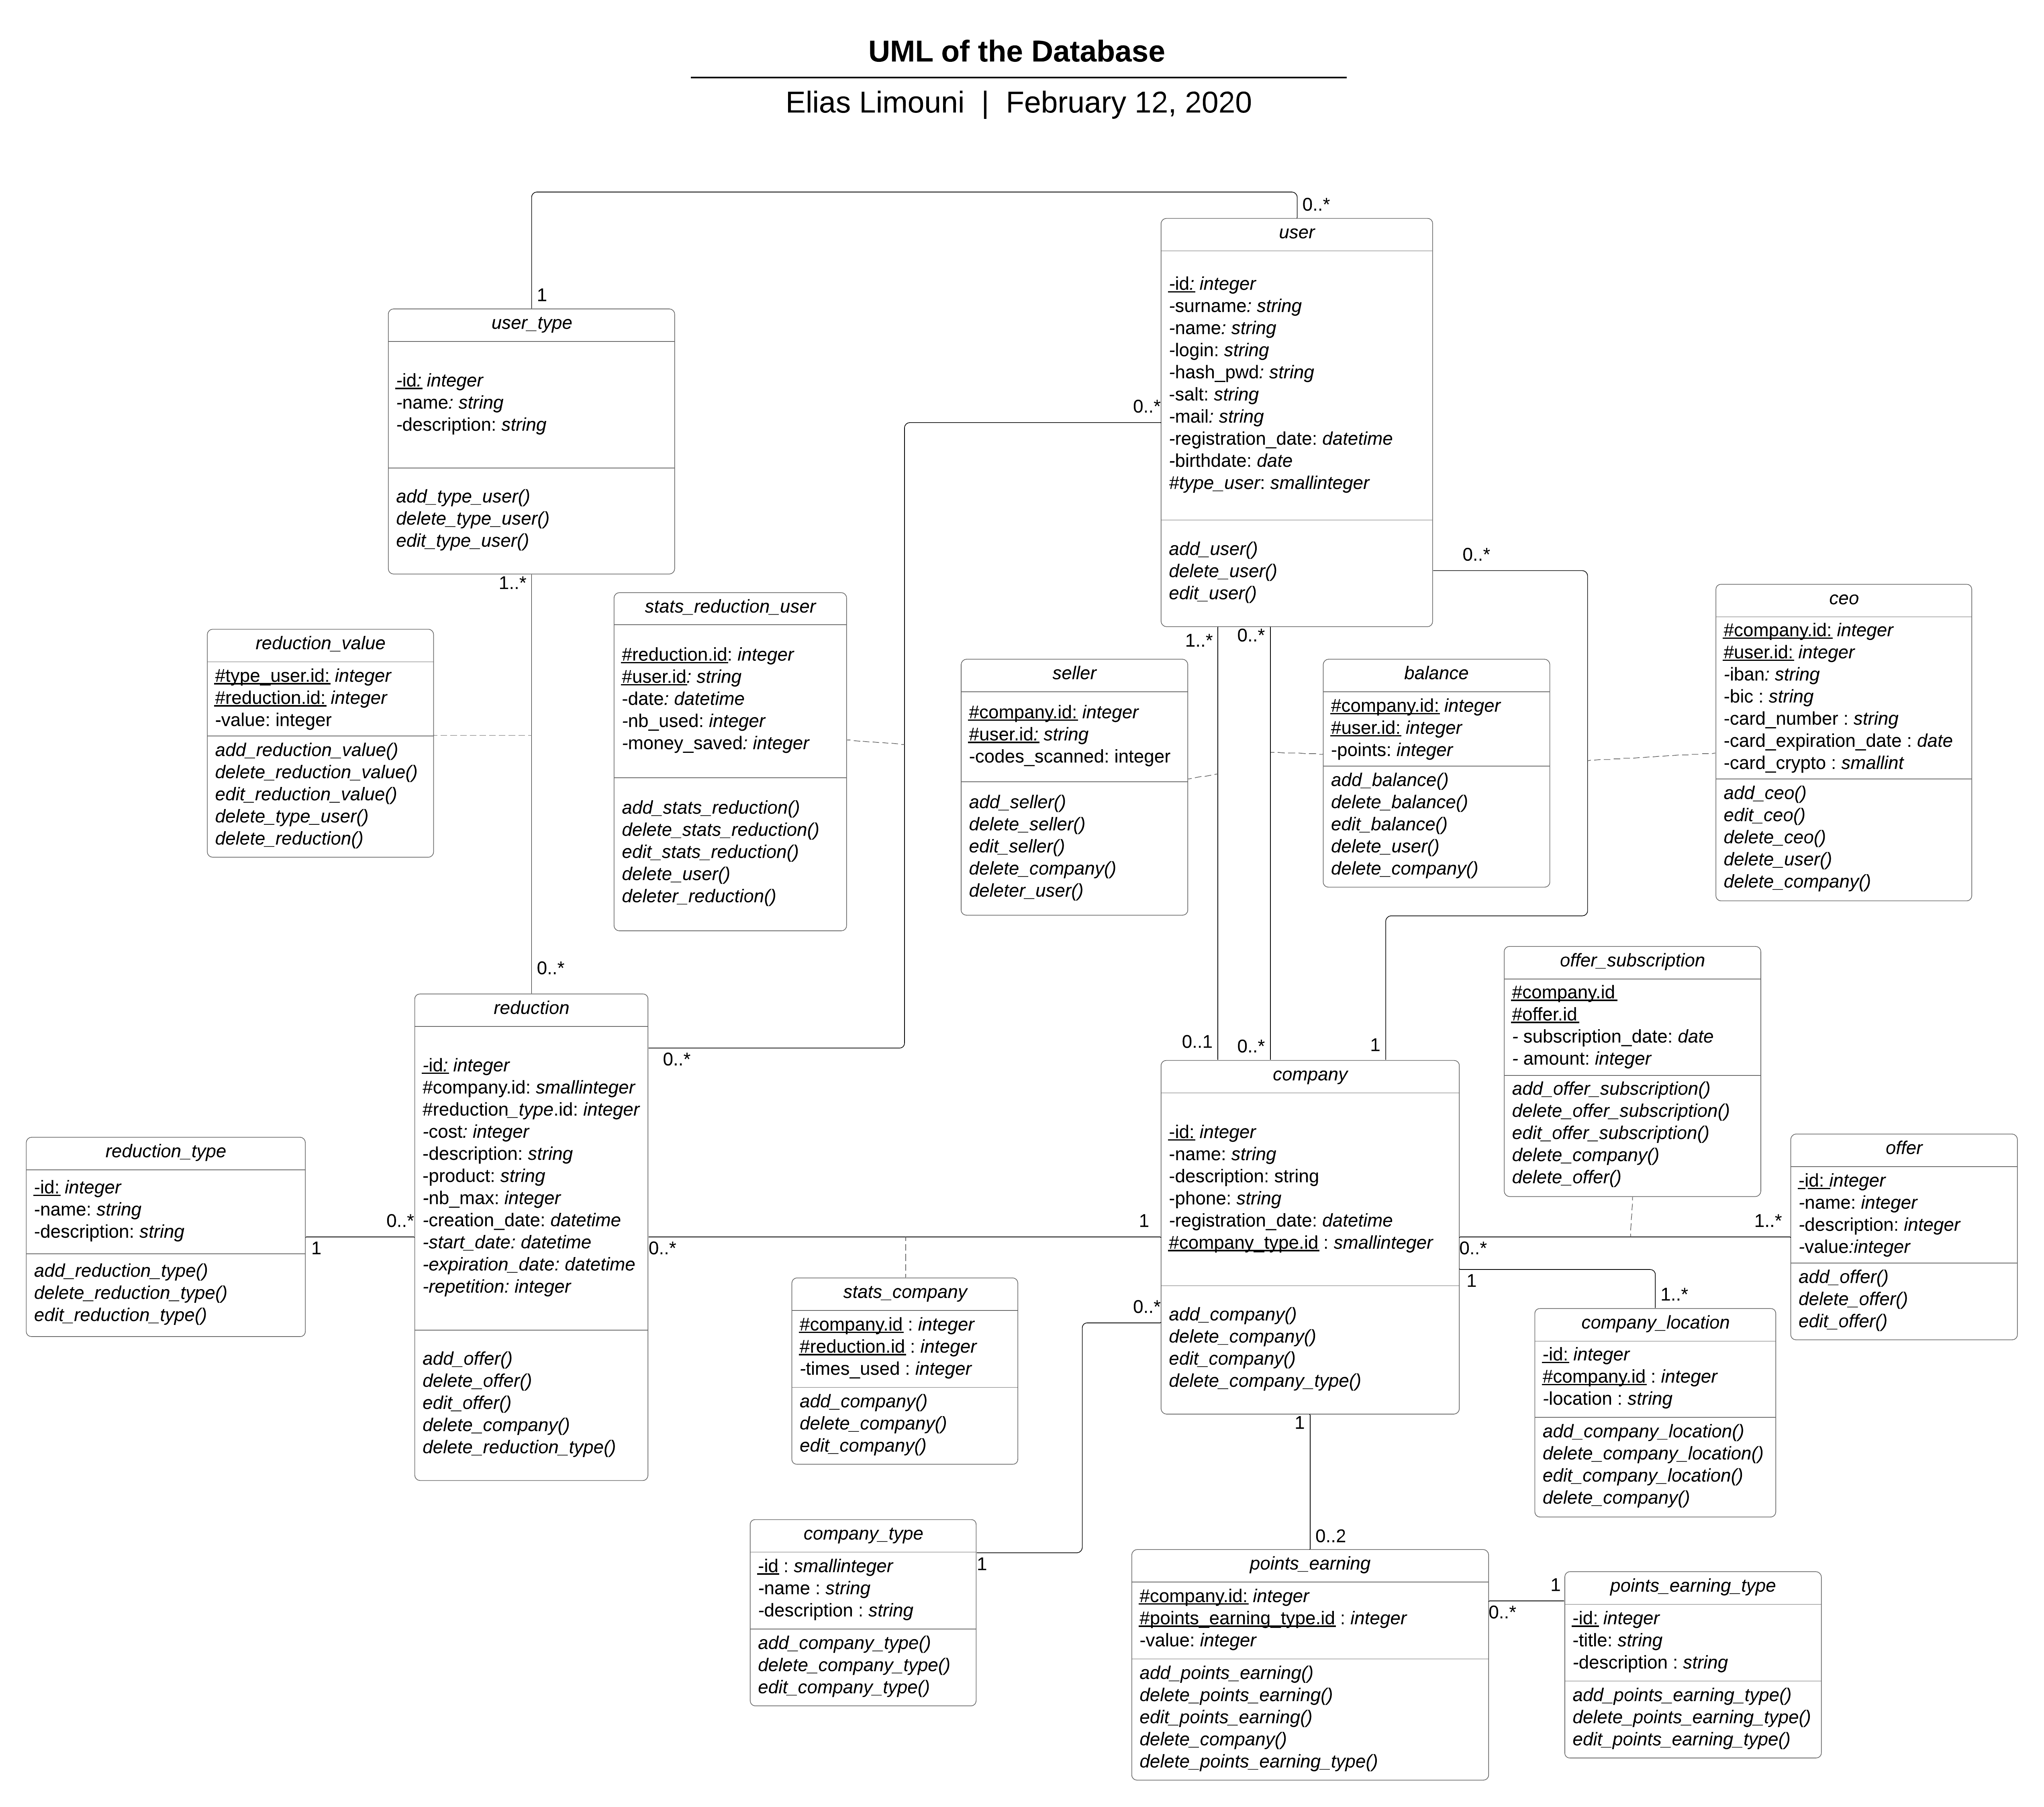 UML of the Database
Elias Limouni | February 12, 2020
0..*
user
-id: integer
-surname: string
-name: string
-login: string
-hash_pwd: string
-salt: string
-mail: string
-registration_date: datetime
-birthdate: date
#type_user: smallinteger
add_user()
delete_user()
edit_user()
1
user_type
-id: integer
-name: string
-description: string
add_type_user()
delete_type_user()
edit_type_user()
0..*
0..*
1..*
1..*
0..*
reduction_value
#type_user.id: integer
#reduction.id: integer
-value: integer
add_reduction_value()
delete_reduction_value()
edit_reduction_value()
delete_type_user()
delete_reduction()
stats_reduction_user
#reduction.id: integer
#user.id: string
-date: datetime
-nb_used: integer
-money_saved: integer
add_stats_reduction()
delete_stats_reduction()
edit_stats_reduction()
delete_user()
deleter_reduction()
seller
#company.id: integer
#user.id: string
-codes_scanned: integer
add_seller()
delete_seller()
edit_seller()
delete_company()
deleter_user()
balance
#company.id: integer
#user.id: integer
-points: integer
add_balance()
delete_balance()
edit_balance()
delete_user()
delete_company()
ceo
#company.id: integer
#user.id: integer
-iban: string
-bic : string
-card_number : string
-card_expiration_date : date
-card_crypto : smallint
add_ceo()
edit_ceo()
delete_ceo()
delete_user()
delete_company()
0..*
0..*
0..1
0..*
1
reduction
-id: integer
#company.id: smallinteger
#reduction_type.id: integer
-cost: integer
-description: string
-product: string
-nb_max: integer
-creation_date: datetime
-start_date: datetime
-expiration_date: datetime
-repetition: integer
add_offer()
delete_offer()
edit_offer()
delete_company()
delete_reduction_type()
offer_subscription
#company.id
#offer.id
- subscription_date: date
- amount: integer
add_offer_subscription()
delete_offer_subscription()
edit_offer_subscription()
delete_company()
delete_offer()
company
-id: integer
-name: string
-description: string
-phone: string
-registration_date: datetime
#company_type.id : smallinteger
add_company()
delete_company()
edit_company()
delete_company_type()
reduction_type
-id: integer
-name: string
-description: string
add_reduction_type()
delete_reduction_type()
edit_reduction_type()
0..*
1
0..*
1
0..*
1..*
offer
-id: integer
-name: integer
-description: integer
-value:integer
add_offer()
delete_offer()
edit_offer()
1
1..*
0..*
stats_company
#company.id : integer
#reduction.id : integer
-times_used : integer
add_company()
delete_company()
edit_company()
company_location
-id: integer
#company.id : integer
-location : string
add_company_location()
delete_company_location()
edit_company_location()
delete_company()
1
0..2
company_type
-id : smallinteger
-name : string
-description : string
add_company_type()
delete_company_type()
edit_company_type()
1
points_earning
#company.id: integer
#points_earning_type.id : integer
-value: integer
add_points_earning()
delete_points_earning()
edit_points_earning()
delete_company()
delete_points_earning_type()
1
0..*
points_earning_type
-id: integer
-title: string
-description : string
add_points_earning_type()
delete_points_earning_type()
edit_points_earning_type()